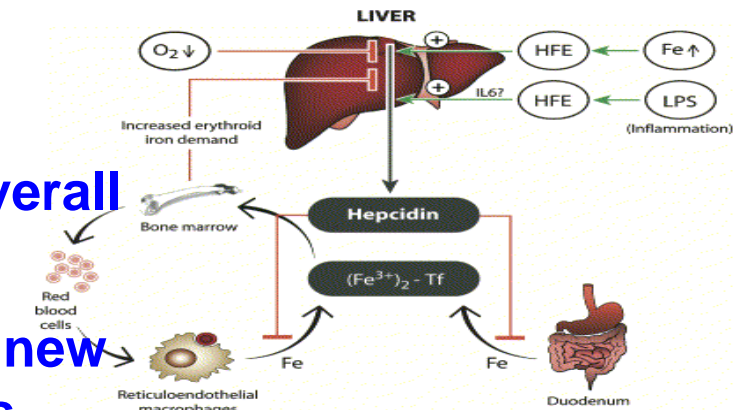 LIVER
O₂↓
+
HFE
Fe↑
+
IL6?
HFE
LPS
(Inflammation)
Increased erythroid
iron demand
verall
Bone marrow
Hepcidin
(Fe³⁺)₂ - Tf
Red
blood
cells
new
Fe
Fe
Reticuloendothelial
macrophages
Duodenum